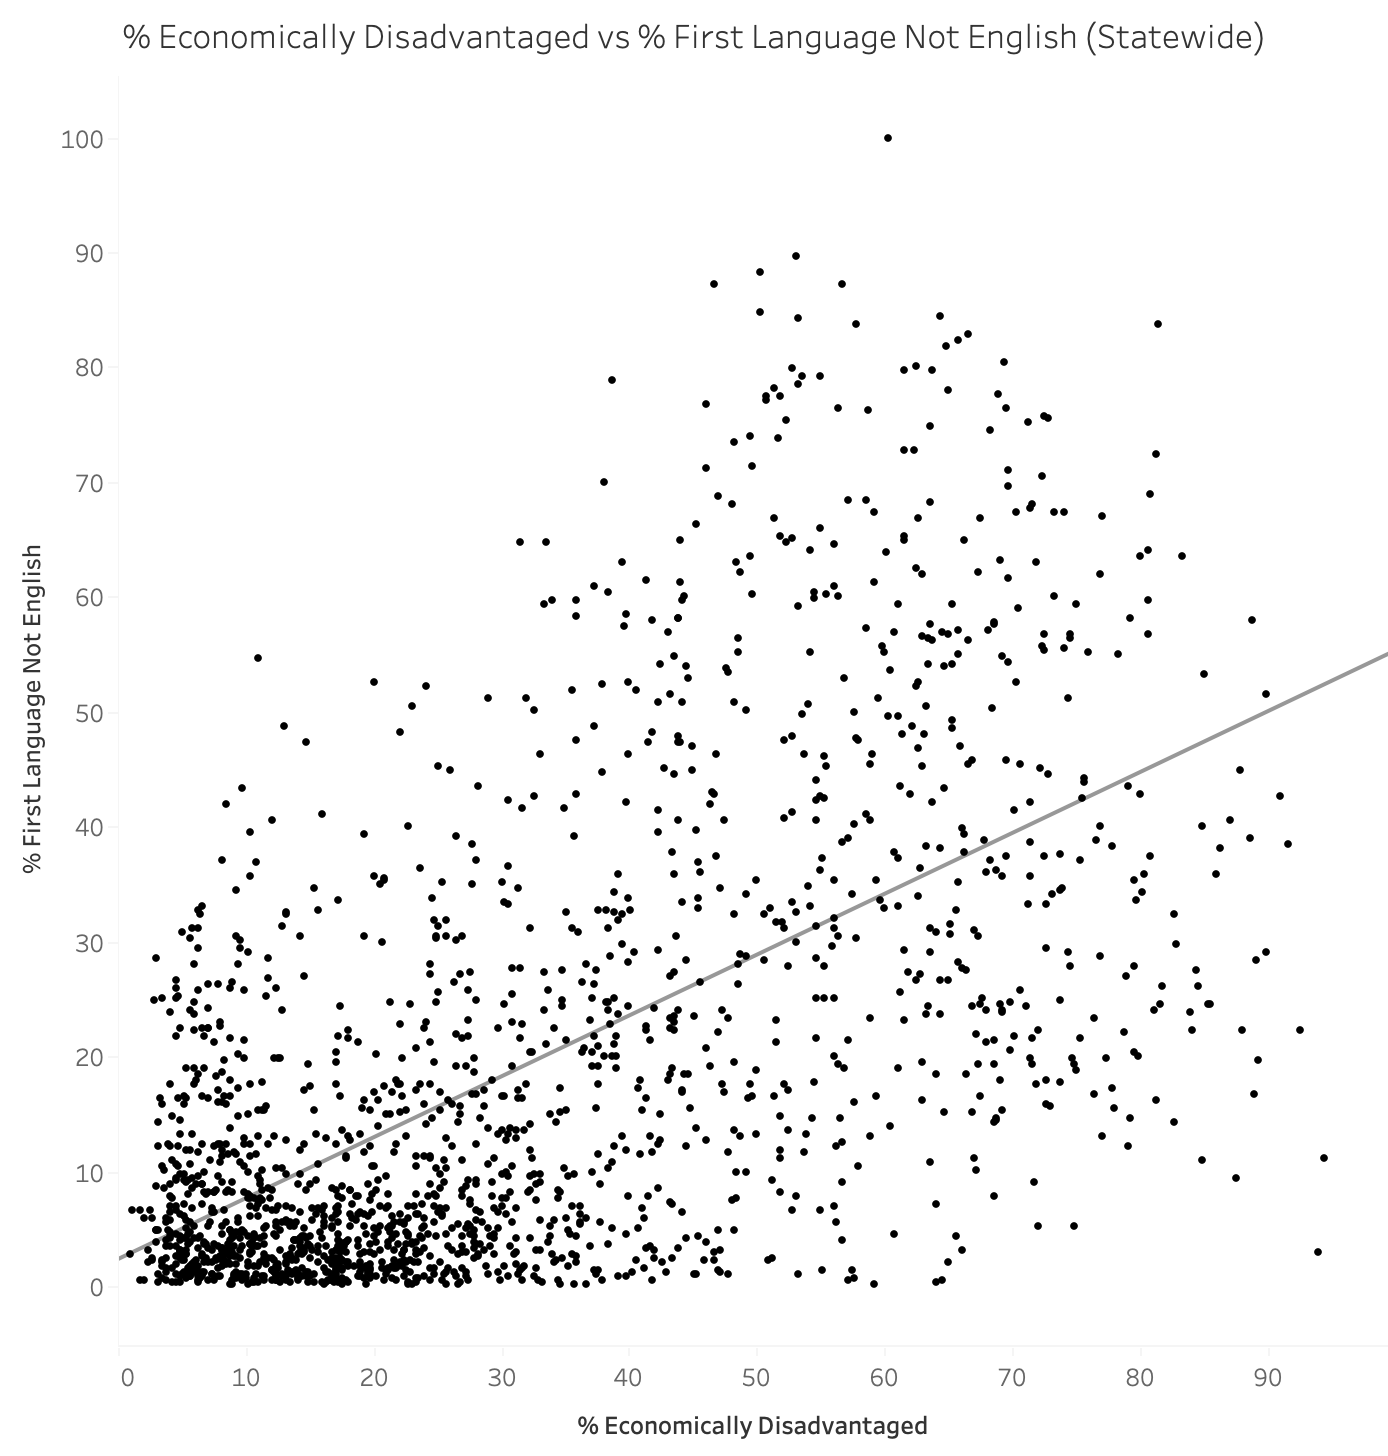 % Economically Disadvantaged vs % First Language Not English (Statewide)
100
90
80
70
60
50
40
30
20
10
0
% First Language Not English
0 10 20 30 40 50 60 70 80 90
% Economically Disadvantaged